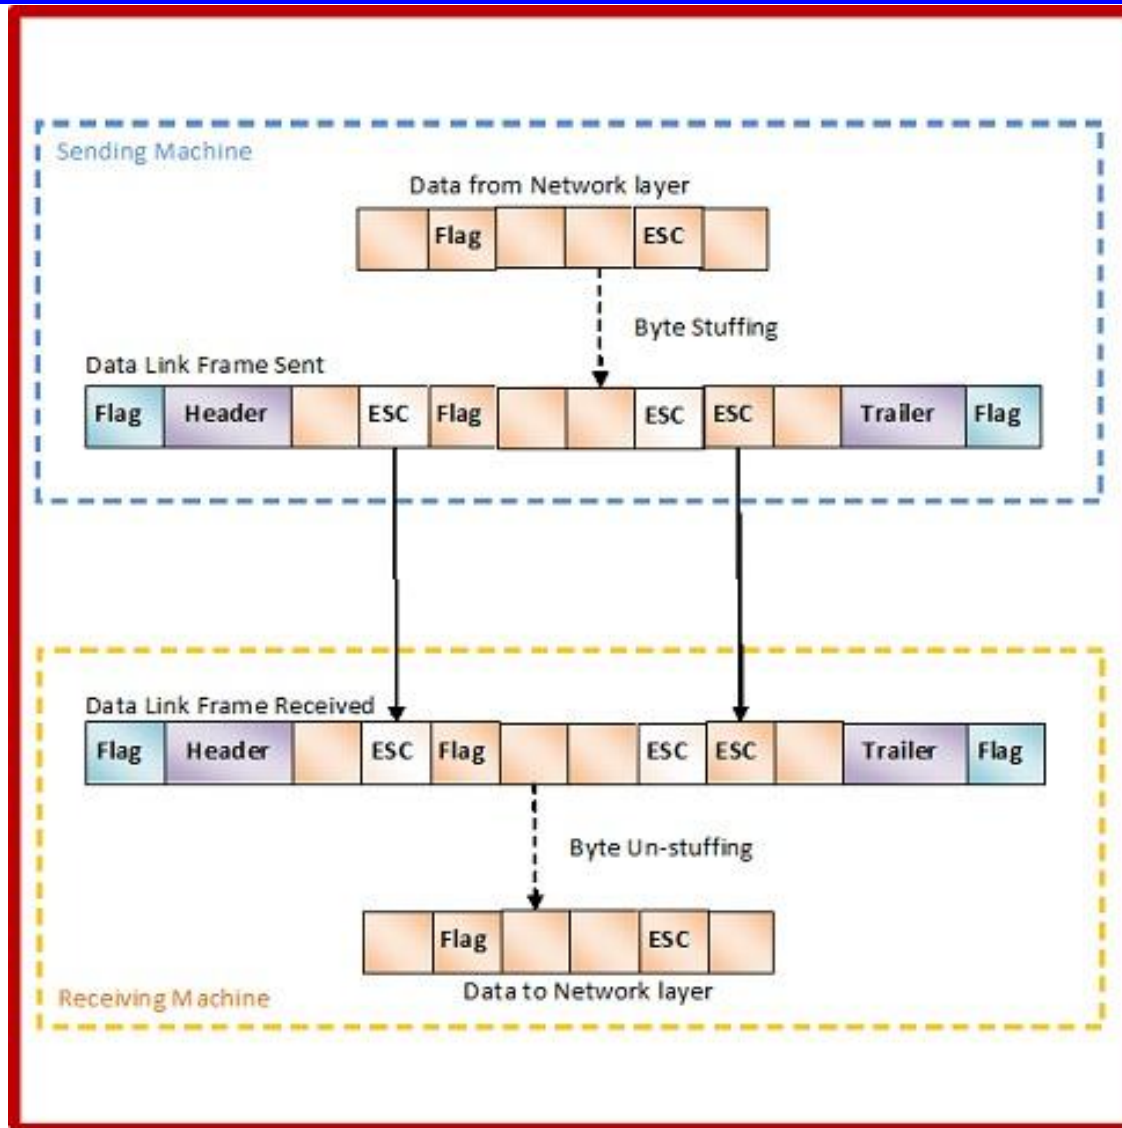 Sending Machine
Data from Network layer
Flag ESC
Byte Stuffing
Data Link Frame Sent
Flag Header ESC Flag ESC ESC Trailer Flag
Data Link Frame Received
Flag Header ESC Flag ESC ESC Trailer Flag
Byte Un-stuffing
Flag ESC
Data to Network layer
Receiving Machine